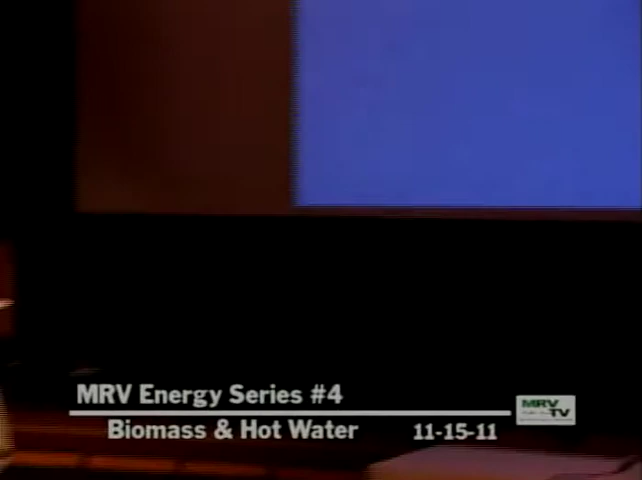 MRV Energy Series #4
Biomass & Hot Water 11-15-11
MRV
TV